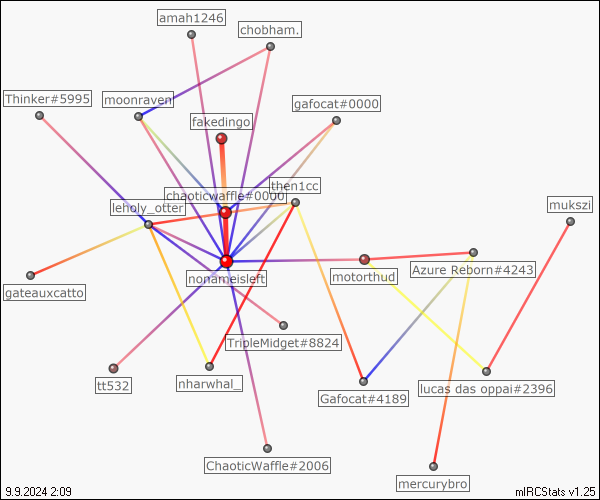 amah1246
chobham.
Thinker#5995
moonraven
gafocat#0000
fakedingo
then1cc
chaoticwaffle#0000
mukszi
leholy_otter
Azure Reborn#4243
nonameisleft
motorthud
gateauxcatto
TripleMidget#8824
tt532
nharwhal_
lucas das oppai#2396
Gafocat#4189
ChaoticWaffle#2006
mercurybro
9.9.2024 2:09
mIRCStats v1.25